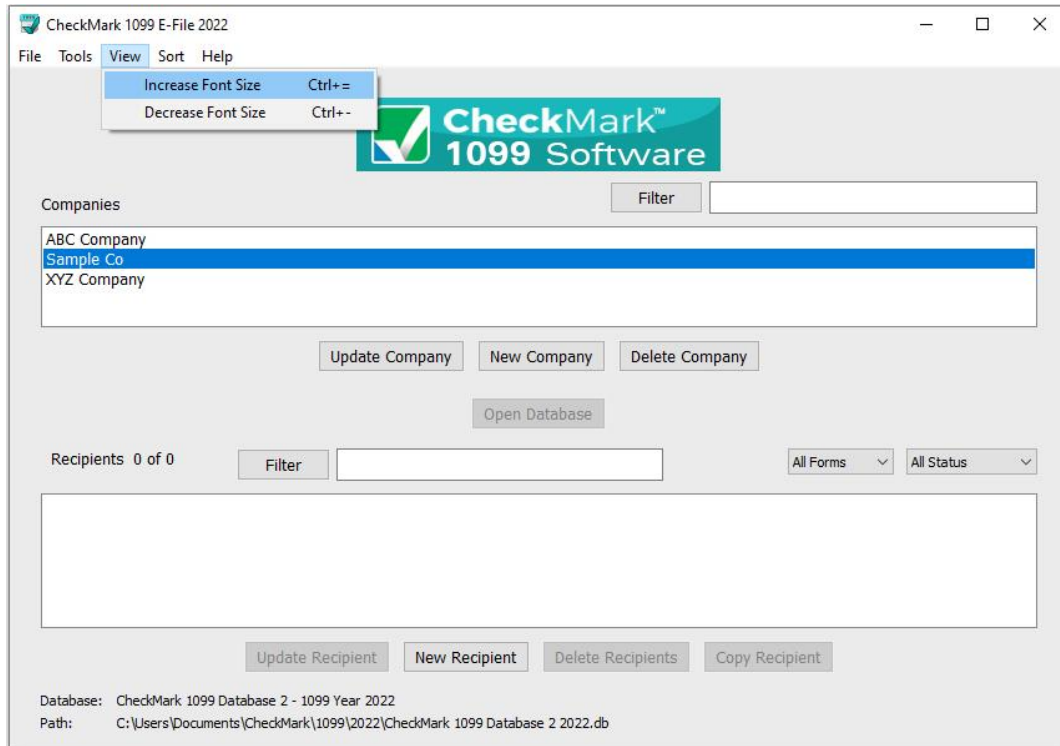 CheckMark 1099 E-File 2022
File Tools View Sort Help
Increase Font Size Ctrl+=
Decrease Font Size Ctrl+-
CheckMark™
1099 Software
Companies
Filter
ABC Company
Sample Co
XYZ Company
Update Company New Company Delete Company
Open Database
Recipients 0 of 0 Filter All Forms All Status
Update Recipient New Recipient Delete Recipients Copy Recipient
Database: CheckMark 1099 Database 2 - 1099 Year 2022
Path: C:\Users\Documents\CheckMark\1099\2022\CheckMark 1099 Database 2 2022.db